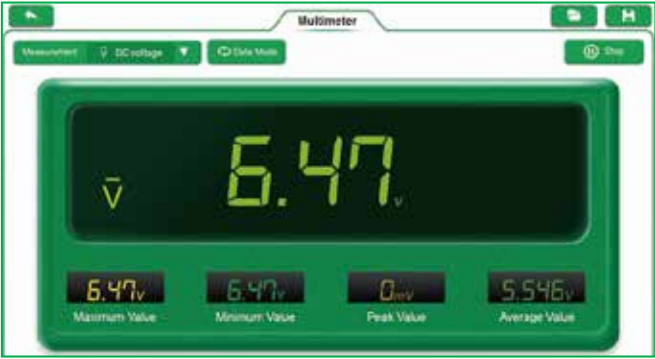 Multimeter
Measurement DC voltage Data Mode Stop
V 6.47 v
6.47v 6.47v 0mV 5.546v
Maximum Value Minimum Value Peak Value Average Value